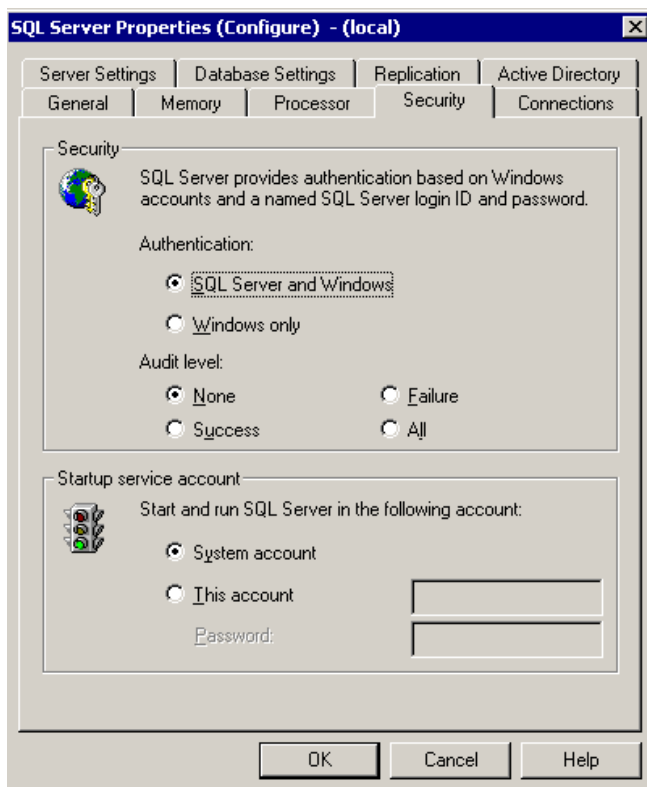 SQL Server Properties (Configure) - (local)
Server Settings
Database Settings
Replication
Active Directory
General
Memory
Processor
Security
Connections
Security
SQL Server provides authentication based on Windows
accounts and a named SQL Server login ID and password.
Authentication:
SQL Server and Windows
Windows only
Audit level:
None
Failure
Success
All
Startup service account
Start and run SQL Server in the following account:
System account
This account
Password:
OK
Cancel
Help